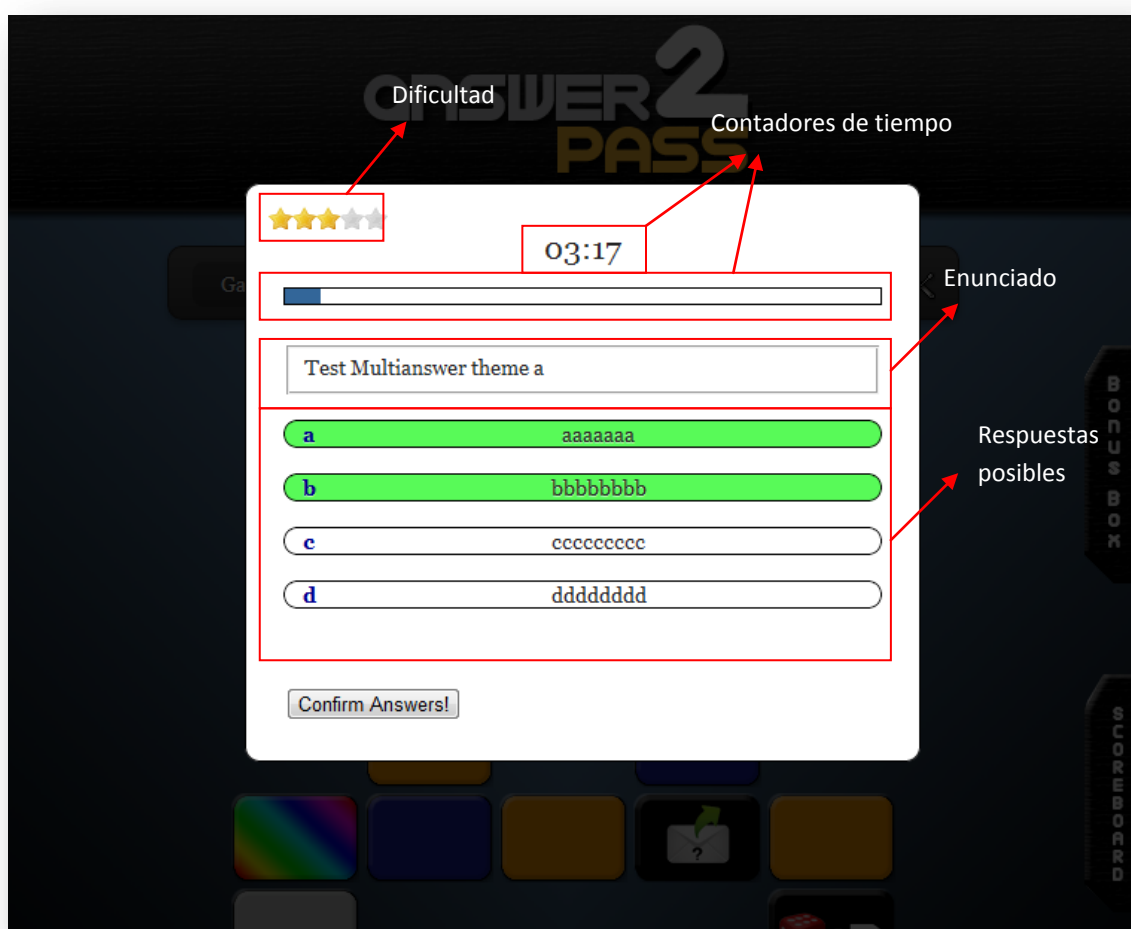 answer 2
PASS
Dificultad
Contadores de tiempo
03:17
Ga
Enunciado
Test Multianswer theme a
a aaaaaaa
b bbbbbbbb
c ccccccccc
d dddddddd
Respuestas
posibles
Confirm Answers!
Bonus Box
SCOREBOARD
?